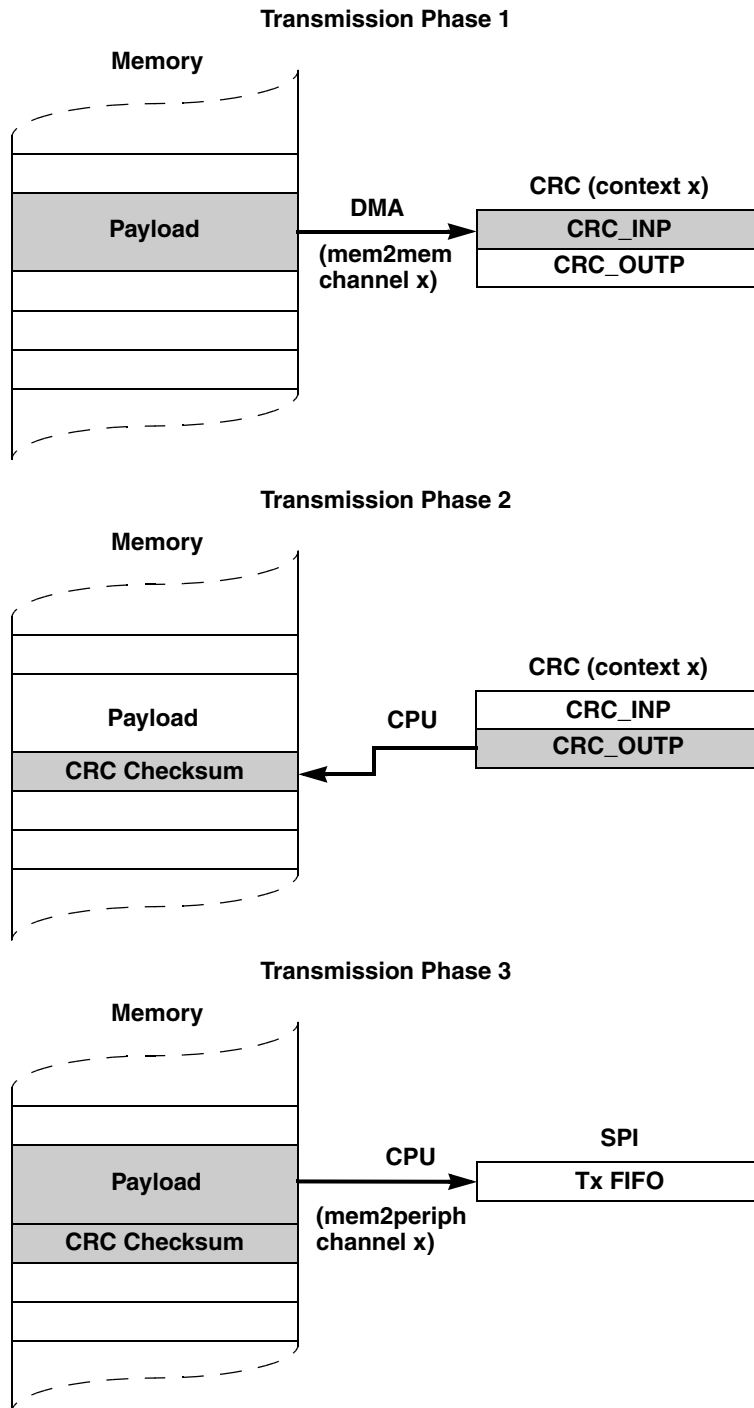 Transmission Phase 1
Memory
CRC (context x)
Payload
DMA
(mem2mem
channel x)
CRC_INP
CRC_OUTP
Transmission Phase 2
Memory
CRC (context x)
Payload
CPU
CRC_INP
CRC_OUTP
CRC Checksum
Transmission Phase 3
Memory
SPI
Payload
CPU
(mem2periph
channel x)
Tx FIFO
CRC Checksum